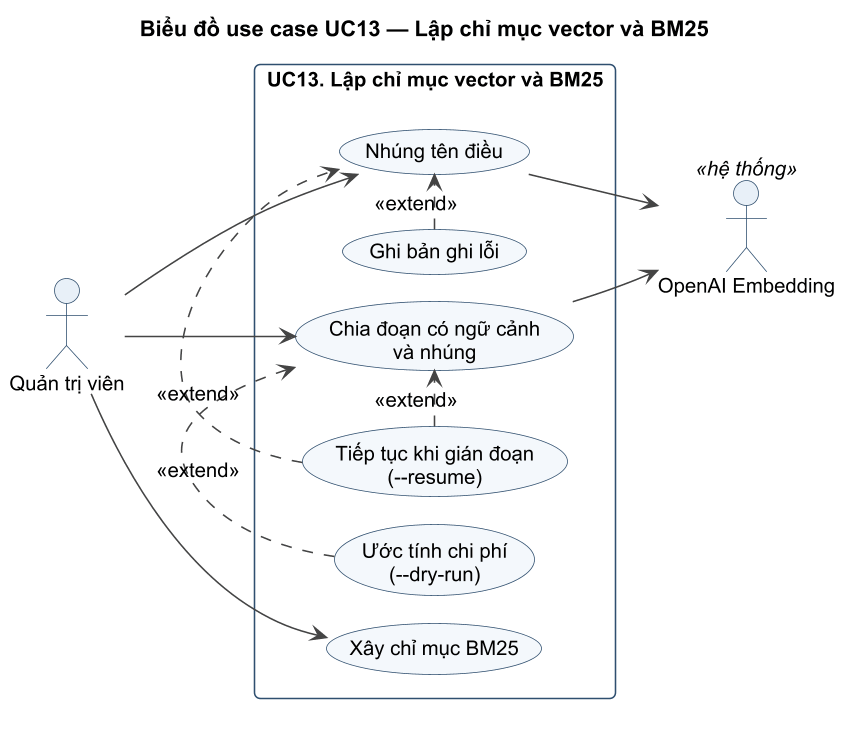 Biểu đồ use case UC13 — Lập chỉ mục vector và BM25
UC13. Lập chỉ mục vector và BM25
Nhúng tên điều
«hệ thống»
«extend»
Ghi bản ghi lỗi
OpenAI Embedding
Chia đoạn có ngữ cảnh
và nhúng
Quản trị viên
«extend»
«extend»
Tiếp tục khi gián đoạn
(--resume)
«extend»
Ước tính chi phí
(--dry-run)
Xây chỉ mục BM25